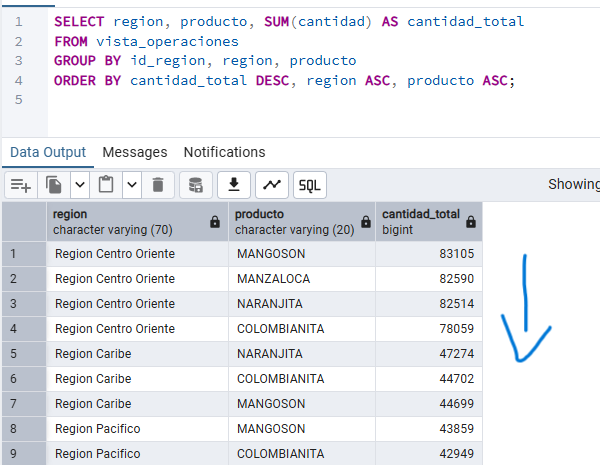 1 SELECT region, producto, SUM(cantidad) AS cantidad_total
2 FROM vista_operaciones
3 GROUP BY id_region, region, producto
4 ORDER BY cantidad_total DESC, region ASC, producto ASC;
5
Data Output Messages Notifications
SQL Showing
region producto cantidad_total
character varying (70) character varying (20) bigint
1 Region Centro Oriente MANGOSON 83105
2 Region Centro Oriente MANZALOCA 82590
3 Region Centro Oriente NARANJITA 82514
4 Region Centro Oriente COLOMBIANITA 78059
5 Region Caribe NARANJITA 47274
6 Region Caribe COLOMBIANITA 44702
7 Region Caribe MANGOSON 44699
8 Region Pacifico MANGOSON 43859
9 Region Pacifico COLOMBIANITA 42949